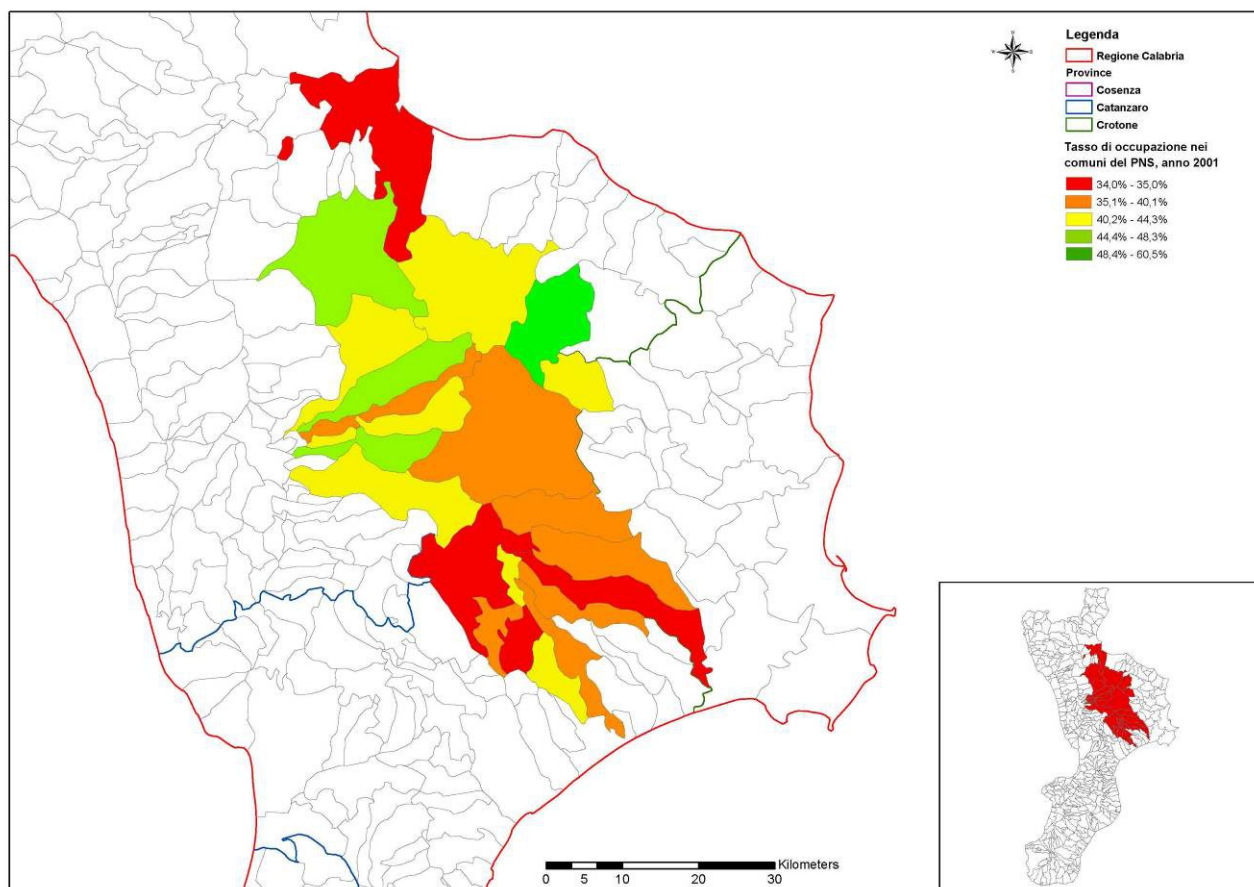 Legenda
Regione Calabria
Province
Cosenza
Catanzaro
Crotone
Tasso di occupazione nei
comuni del PNS, anno 2001
34,0% - 35,0%
35,1% - 40,1%
40,2% - 44,3%
44,4% - 48,3%
48,4% - 60,5%
Kilometers
0 5 10 20 30